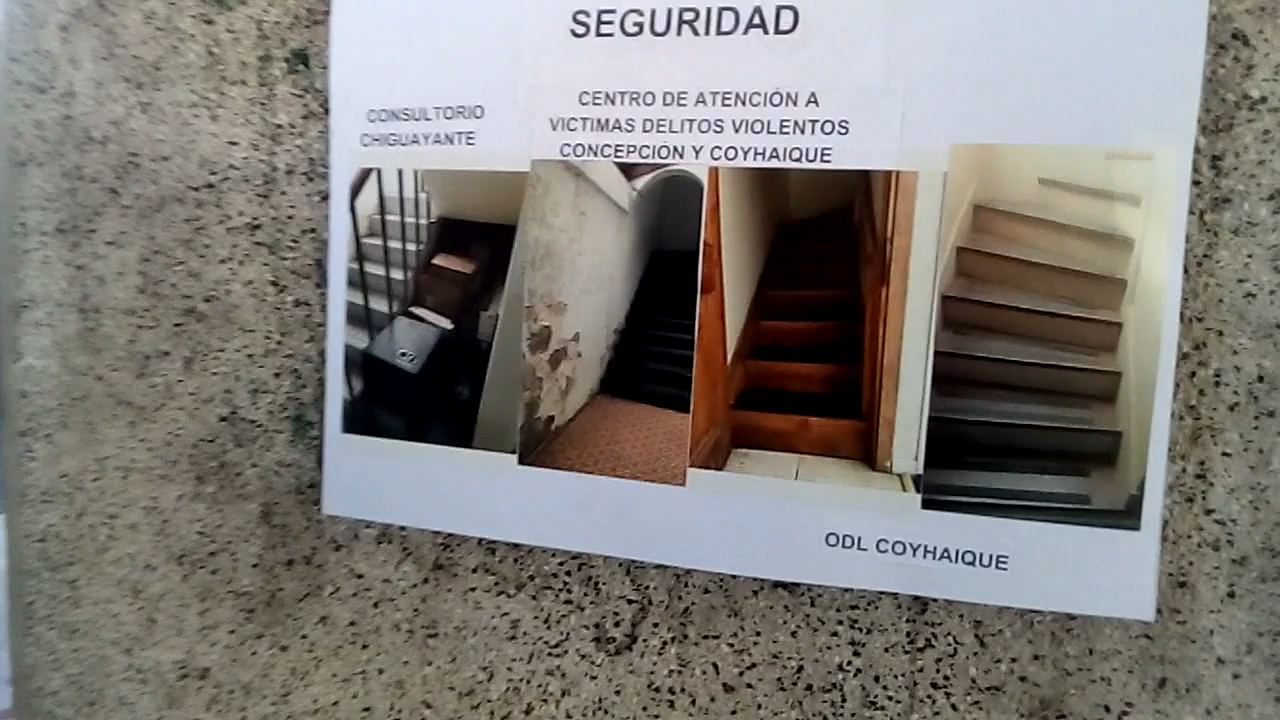 SEGURIDAD
CONSULTORIO
CHIGUAYANTE
CENTRO DE ATENCIÓN A
VICTIMAS DELITOS VIOLENTOS
CONCEPCIÓN Y COYHAIQUE
ODL COYHAIQUE